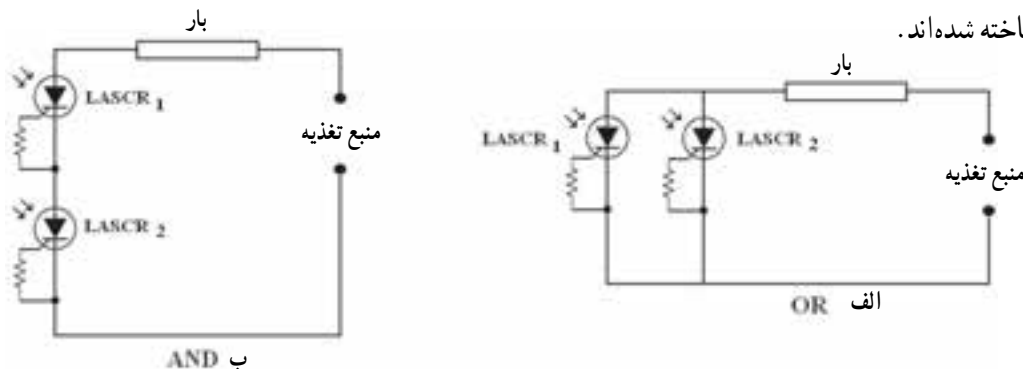 اخته شده‌اند.
بار
LASCR 1
LASCR 2
منبع تغذیه
OR الف
بار
LASCR 1
منبع تغذیه
LASCR 2
AND ب